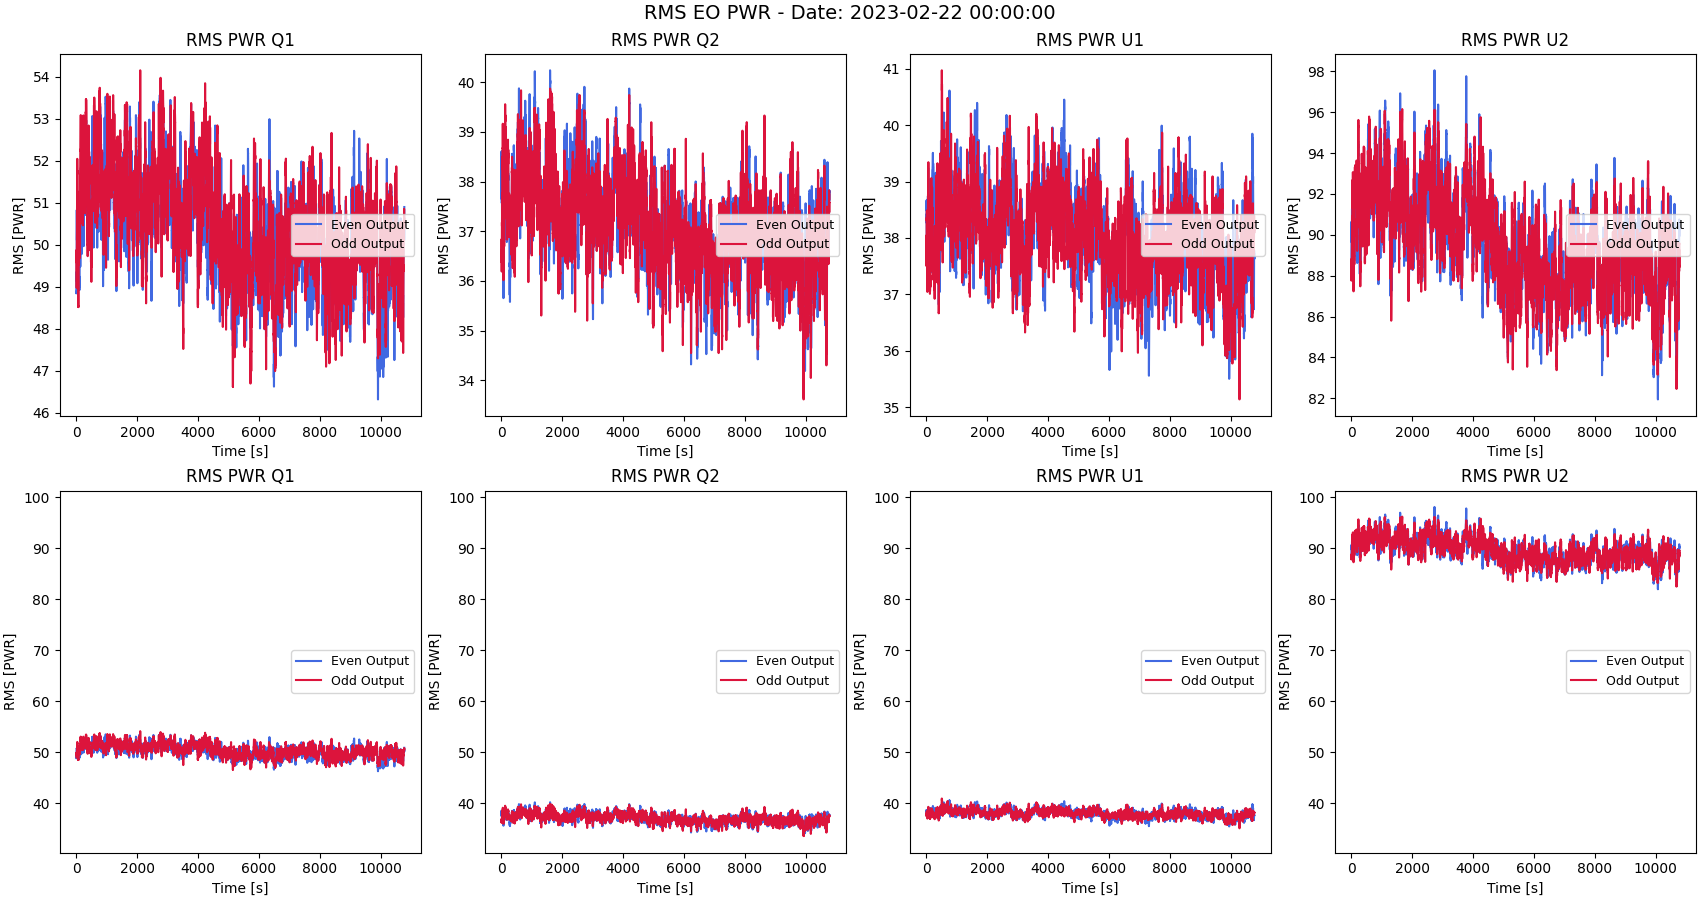 RMS EO PWR - Date: 2023-02-22 00:00:00
RMS PWR Q1
RMS [PWR]
54
53
52
51
50
49
48
47
46
Even Output
Odd Output
0 2000 4000 6000 8000 10000
Time [s]
RMS PWR Q2
RMS [PWR]
40
39
38
37
36
35
34
Even Output
Odd Output
0 2000 4000 6000 8000 10000
Time [s]
RMS PWR U1
RMS [PWR]
41
40
39
38
37
36
35
Even Output
Odd Output
0 2000 4000 6000 8000 10000
Time [s]
RMS PWR U2
RMS [PWR]
98
96
94
92
90
88
86
84
82
Even Output
Odd Output
0 2000 4000 6000 8000 10000
Time [s]
RMS PWR Q1
RMS [PWR]
100
90
80
70
60
50
40
Even Output
Odd Output
0 2000 4000 6000 8000 10000
Time [s]
RMS PWR Q2
RMS [PWR]
100
90
80
70
60
50
40
Even Output
Odd Output
0 2000 4000 6000 8000 10000
Time [s]
RMS PWR U1
RMS [PWR]
100
90
80
70
60
50
40
Even Output
Odd Output
0 2000 4000 6000 8000 10000
Time [s]
RMS PWR U2
RMS [PWR]
100
90
80
70
60
50
40
Even Output
Odd Output
0 2000 4000 6000 8000 10000
Time [s]